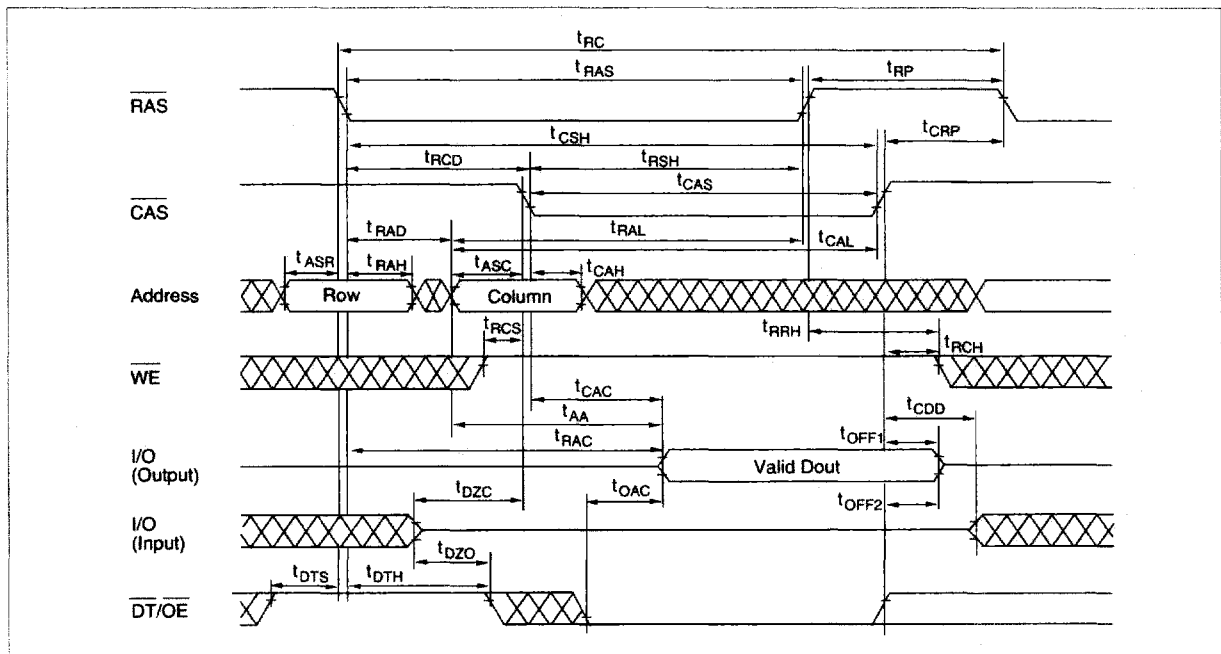 tRC
tRAS tRP
RAS
tCSH tCRP
tRCD tRSH
tCAS
CAS
tRAD tRAL tCAL
tASR tRAH tASC tCAH
Address Row Column
tRCS tRRH tRCH
WE
tCAC tCDD
tAA
tRAC tOFF1
I/O
(Output) Valid Dout
tDZC tOAC tOFF2
I/O
(Input)
tDZO
tDTS tDTH
DT/OE